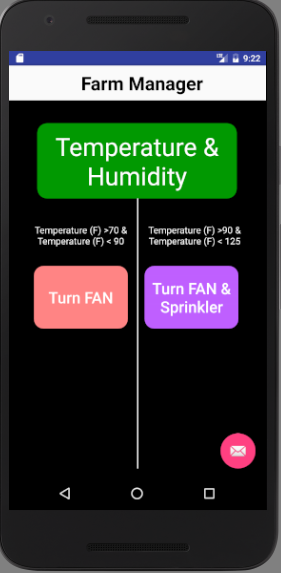 9:22
Farm Manager
Temperature &
Humidity
Temperature (F) >70 &
Temperature (F) < 90
Temperature (F) >90 &
Temperature (F) < 125
Turn FAN
Turn FAN &
Sprinkler